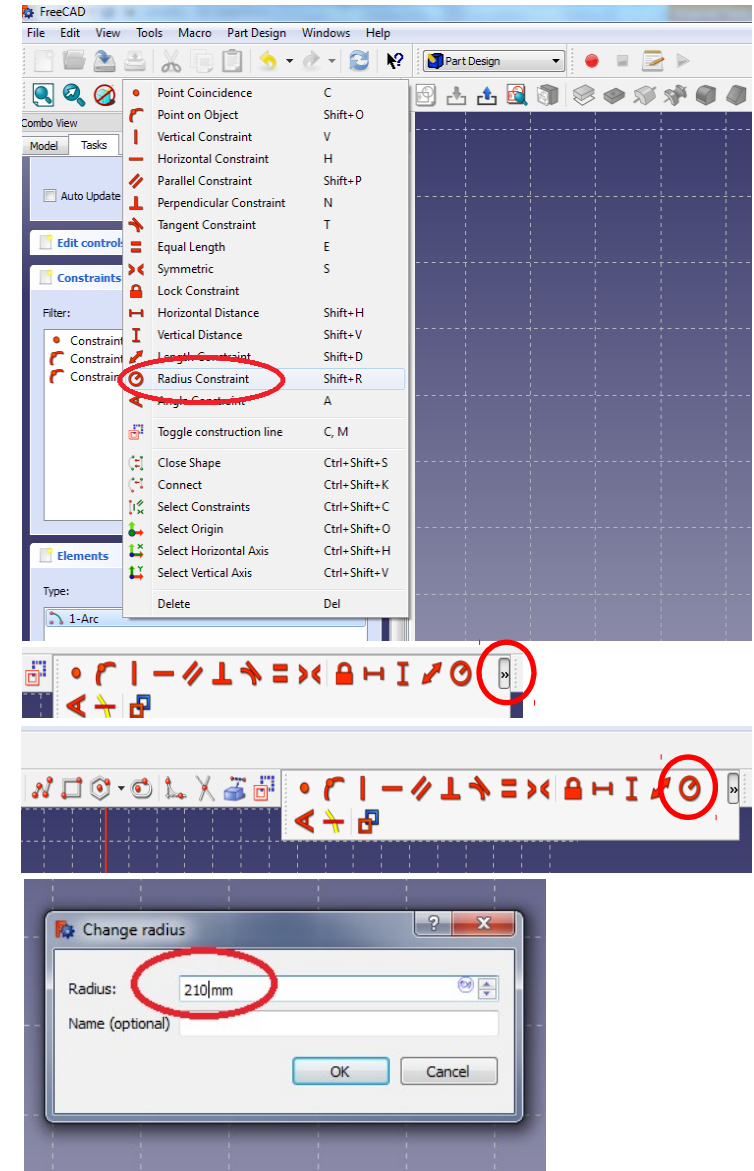 FreeCAD
File Edit View Tools Macro Part Design Windows Help
Part Design
Combo View
Model Tasks
Auto Update
Edit control
Constraints
Filter:
Constraint
Constraint
Constrain
Elements
Type:
1-Arc
Point Coincidence C
Point on Object Shift+O
Vertical Constraint V
Horizontal Constraint H
Parallel Constraint Shift+P
Perpendicular Constraint N
Tangent Constraint T
Equal Length E
Symmetric S
Lock Constraint
Horizontal Distance Shift+H
Vertical Distance Shift+V
Length Constraint Shift+D
Radius Constraint Shift+R
Angle Constraint A
Toggle construction line C, M
Close Shape Ctrl+Shift+S
Connect Ctrl+Shift+K
Select Constraints Ctrl+Shift+C
Select Origin Ctrl+Shift+O
Select Horizontal Axis Ctrl+Shift+H
Select Vertical Axis Ctrl+Shift+V
Delete Del
Change radius
Radius: 210 mm
Name (optional)
OK Cancel